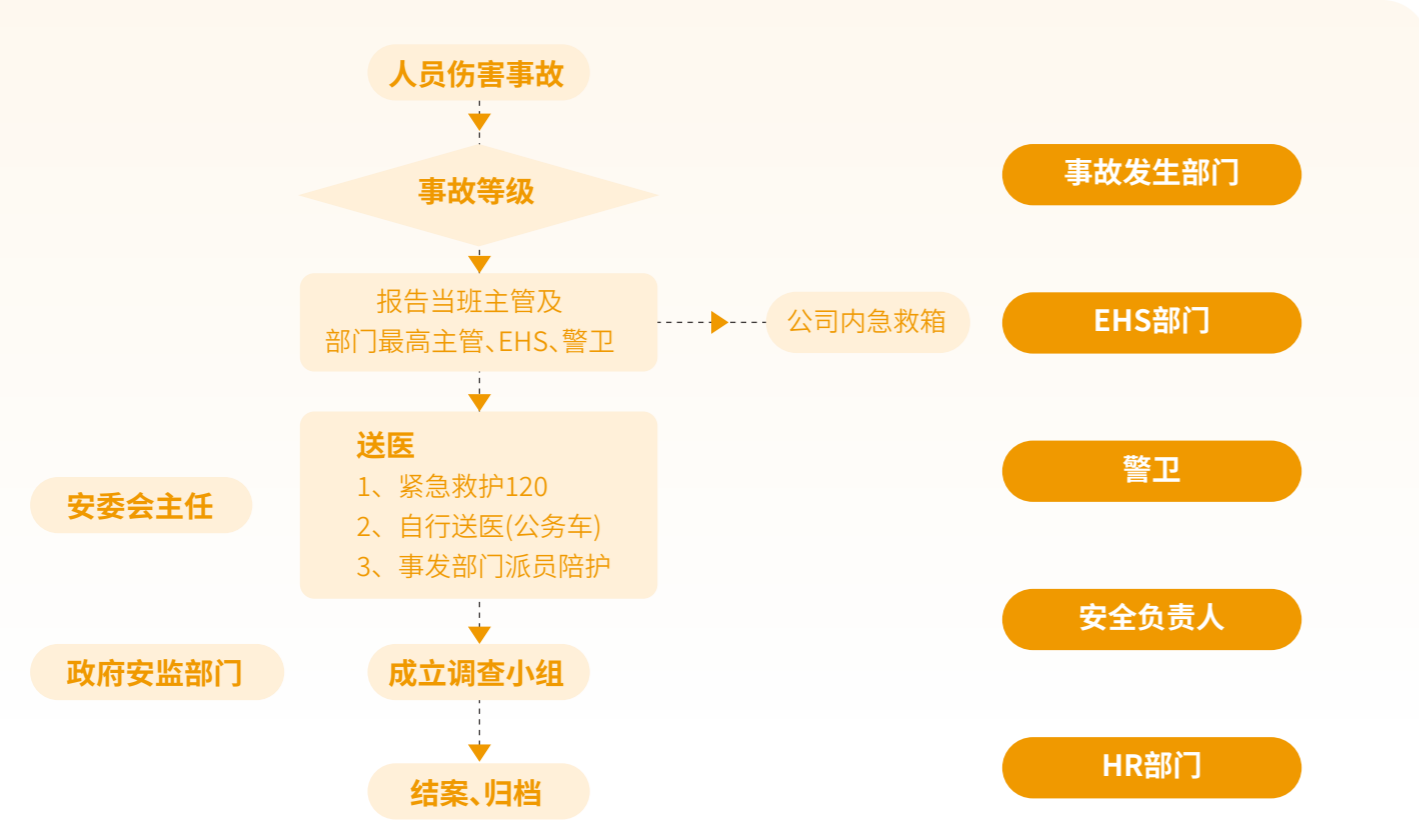 人员伤害事故
事故等级
事故发生部门
报告当班主管及
部门最高主管、EHS、警卫
公司内急救箱
EHS部门
送医
1、紧急救护120
2、自行送医(公务车)
3、事发部门派员陪护
安委会主任
警卫
安全负责人
政府安监部门
成立调查小组
HR部门
结案、归档